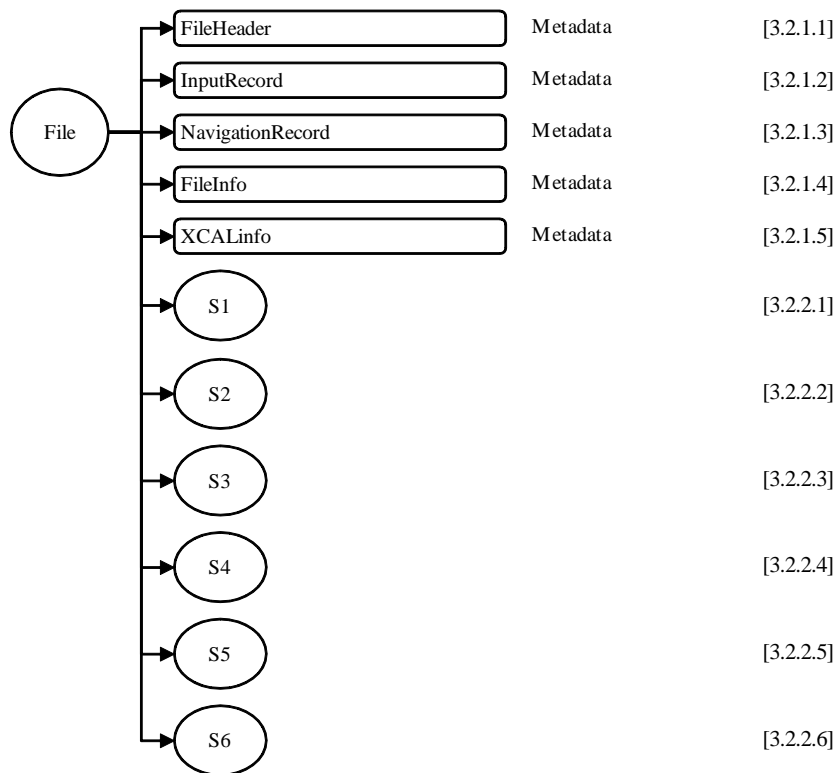 FileHeader Metadata [3.2.1.1]
InputRecord Metadata [3.2.1.2]
File NavigationRecord Metadata [3.2.1.3]
FileInfo Metadata [3.2.1.4]
XCALinfo Metadata [3.2.1.5]
S1 [3.2.2.1]
S2 [3.2.2.2]
S3 [3.2.2.3]
S4 [3.2.2.4]
S5 [3.2.2.5]
S6 [3.2.2.6]